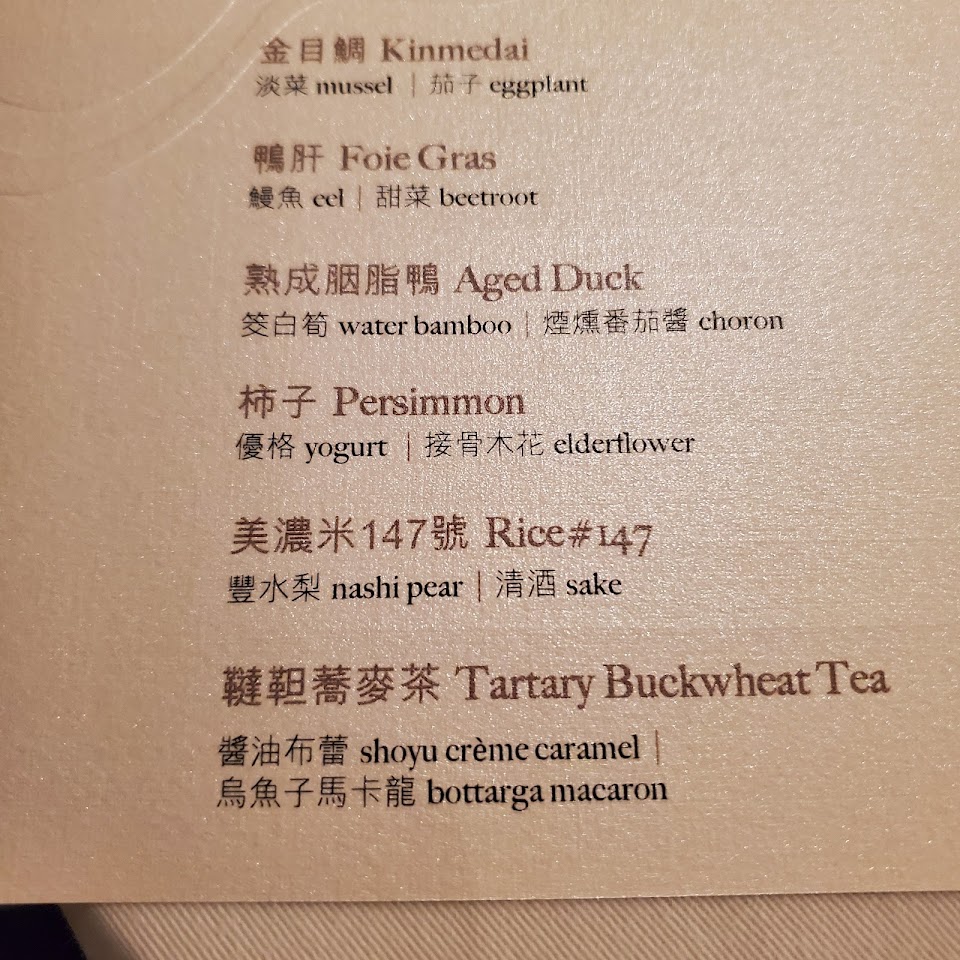 金目鯛 Kinmedai
淡菜 mussel | 茄子 eggplant
鴨肝 Foie Gras
鰻魚 eel | 甜菜 beetroot
熟成胭脂鴨 Aged Duck
筊白筍 water bamboo | 煙燻番茄醬 choron
柿子 Persimmon
優格 yogurt | 接骨木花 elderflower
美濃米147號 Rice#147
豐水梨 nashi pear | 清酒 sake
韃靼蕎麥茶 Tartary Buckwheat Tea
醬油布蕾 shoyu crème caramel |
烏魚子馬卡龍 bottarga macaron